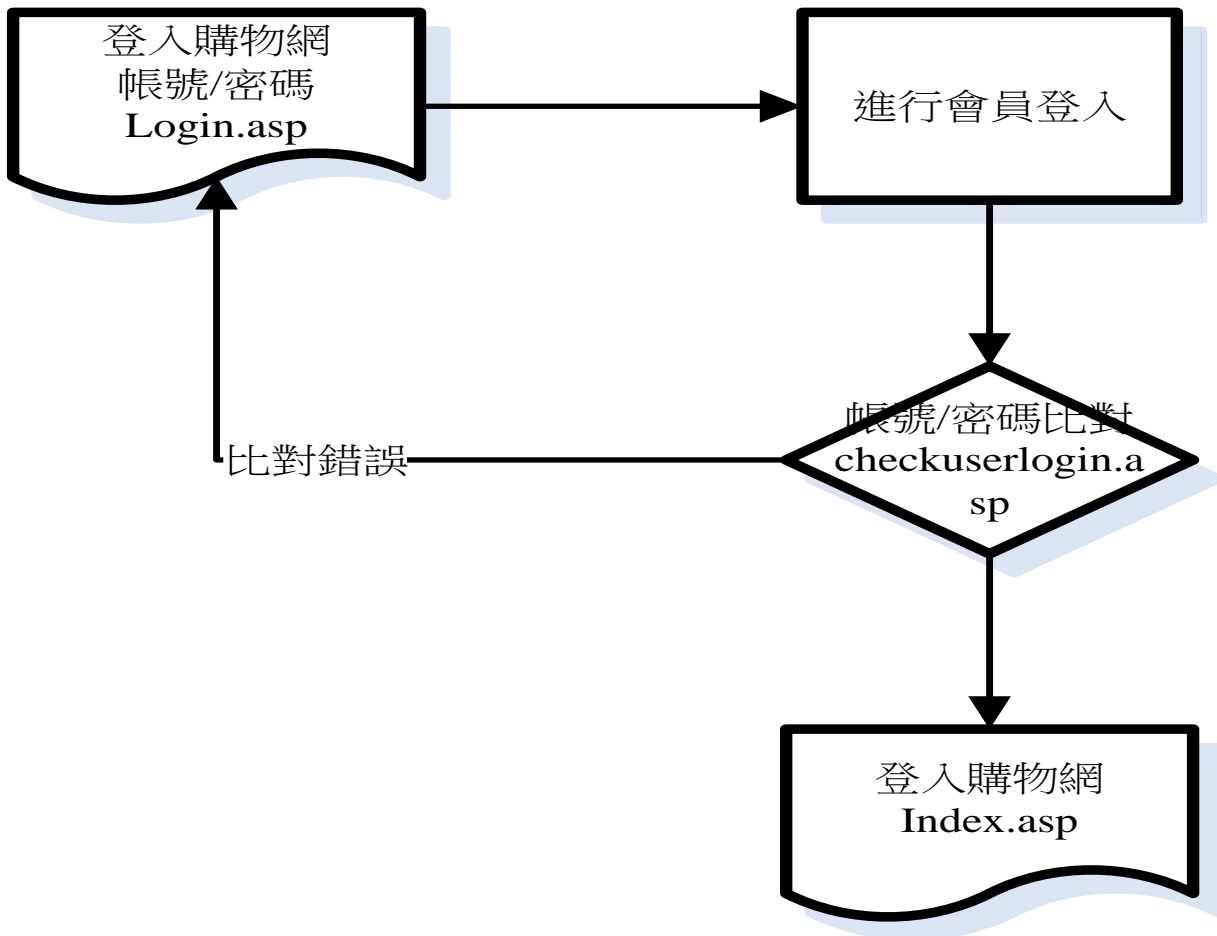 登入購物網
帳號/密碼
Login.asp
進行會員登入
帳號/密碼比對
checkuserlogin.a
sp
比對錯誤
登入購物網
Index.asp